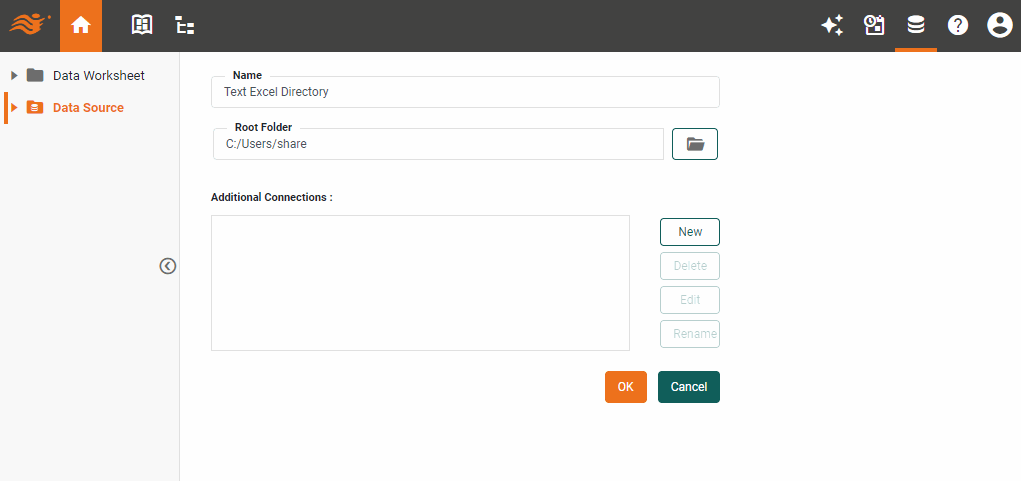 Data Worksheet
Data Source
Name
Text Excel Directory
Root Folder
C:/Users/share
Additional Connections :
New
Delete
Edit
Rename
OK
Cancel